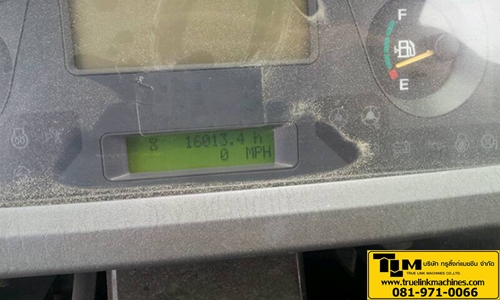 F
E
16013.4 h
0 MPH
TLM
บริษัท ทรูลิ้งก์แมชชีน จำกัด
TRUE LINK MACHINES CO.,LTD.
www.truelinkmachines.com
081-971-0066